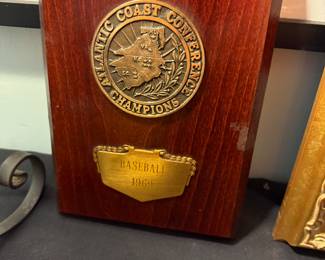 ATLANTIC COAST CONFERENCE
CHAMPIONS
BASEBALL